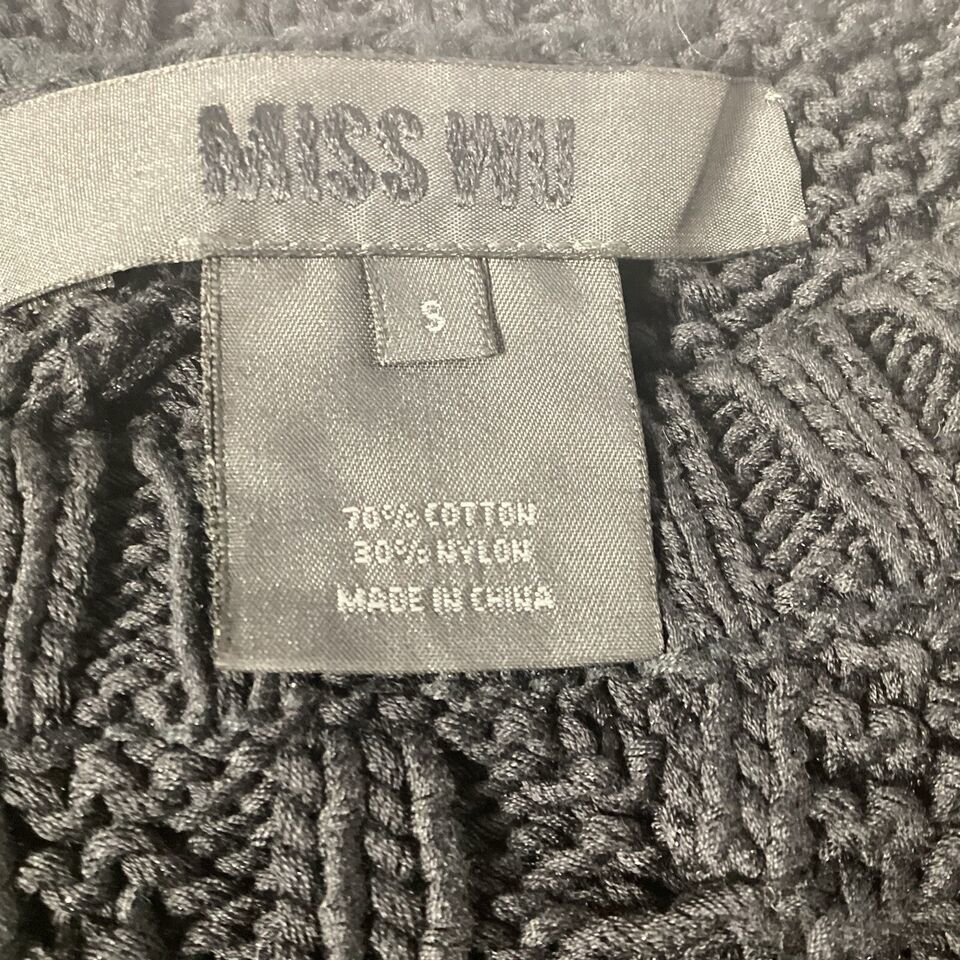 MISS WU
S
70% COTTON
30% NYLON
MADE IN CHINA